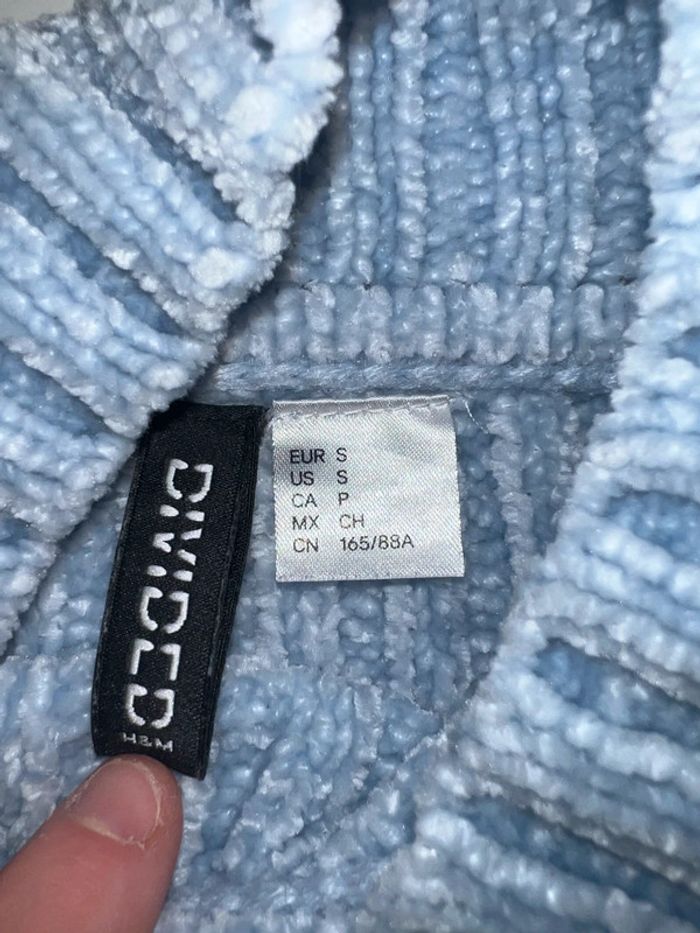 DIVIDED
H&M
EUR S
US S
CA P
MX CH
CN 165/88A